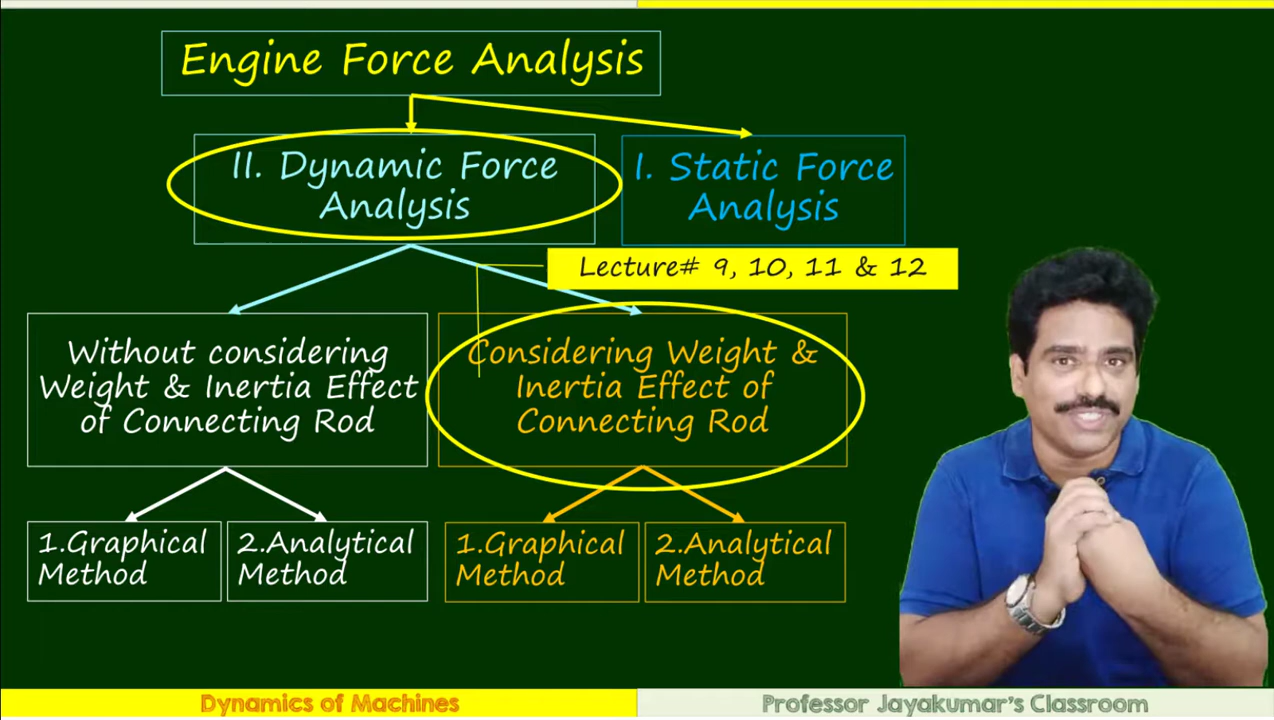 Engine Force Analysis
II. Dynamic Force
Analysis
I. Static Force
Analysis
Lecture# 9, 10, 11 & 12
Without considering
Weight & Inertia Effect
of Connecting Rod
Considering Weight &
Inertia Effect of
Connecting Rod
1.Graphical
Method
2.Analytical
Method
1.Graphical
Method
2.Analytical
Method
Dynamics of Machines
Professor Jayakumar's Classroom